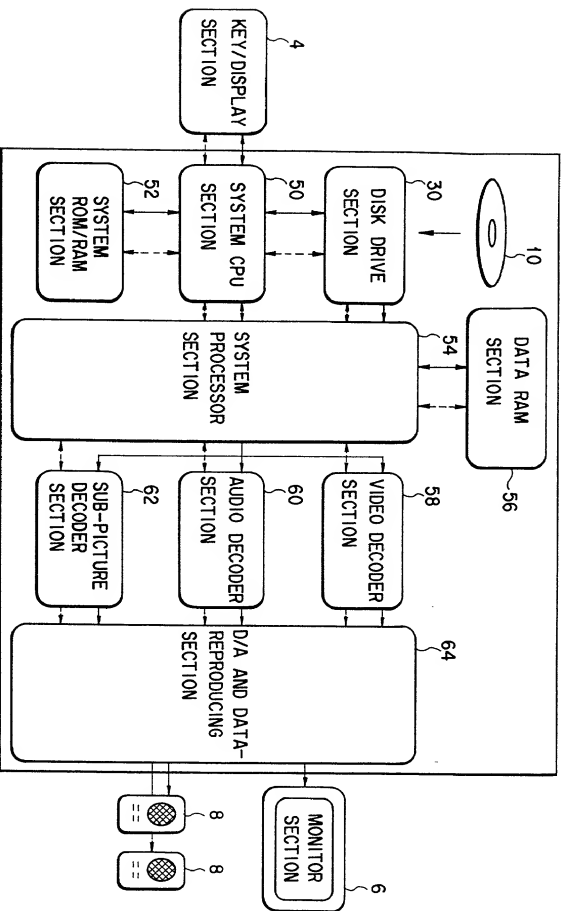 4
KEY/DISPLAY
SECTION
10
30
DISK DRIVE
SECTION
50
SYSTEM CPU
SECTION
52
SYSTEM
ROM/RAM
SECTION
DATA RAM
SECTION
56
54
SYSTEM
PROCESSOR
SECTION
58
VIDEO DECODER
SECTION
60
AUDIO DECODER
SECTION
62
SUB-PICTURE
DECODER
SECTION
64
D/A AND DATA-
REPRODUCING
SECTION
MONITOR
SECTION
6
8
8